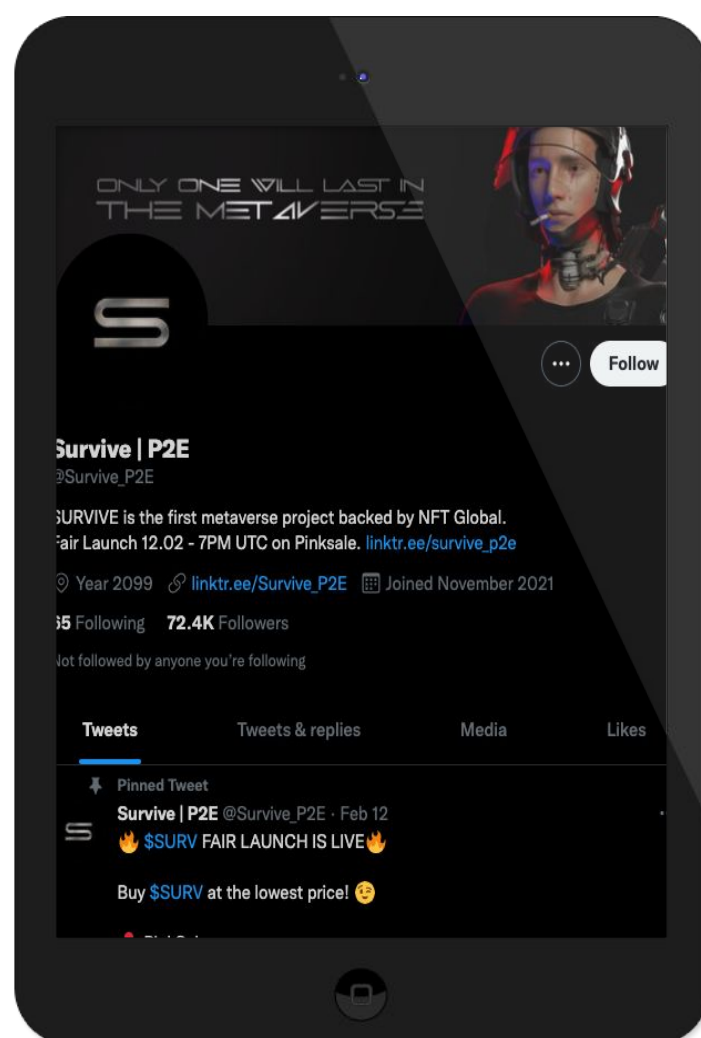 ONLY ONE WILL LAST IN
THE METAVERSE
S
Follow
Survive | P2E
@Survive_P2E
SURVIVE is the first metaverse project backed by NFT Global.
Fair Launch 12.02 - 7PM UTC on Pinksale. linktr.ee/survive_p2e
Year 2099 linktr.ee/Survive_P2E Joined November 2021
Following 72.4K Followers
Not followed by anyone you're following
Tweets Tweets & replies Media Likes
Pinned Tweet
S Survive | P2E @Survive_P2E · Feb 12
🔥 $SURV FAIR LAUNCH IS LIVE🔥
Buy $SURV at the lowest price! 😉